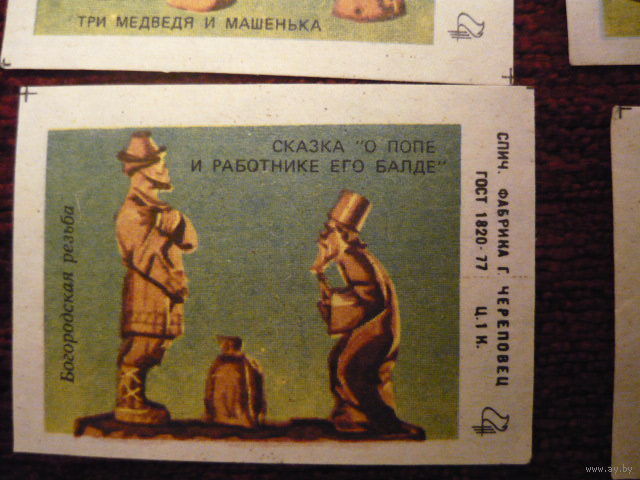 ТРИ МЕДВЕДЯ И МАШЕНЬКА
СКАЗКА "О ПОПЕ
И РАБОТНИКЕ ЕГО БАЛДЕ"
Богородская резьба
СПИЧ. ФАБРИКА Г. ЧЕРЕПОВЕЦ
ГОСТ 1820-77 Ц.1 К.
www.ay.by